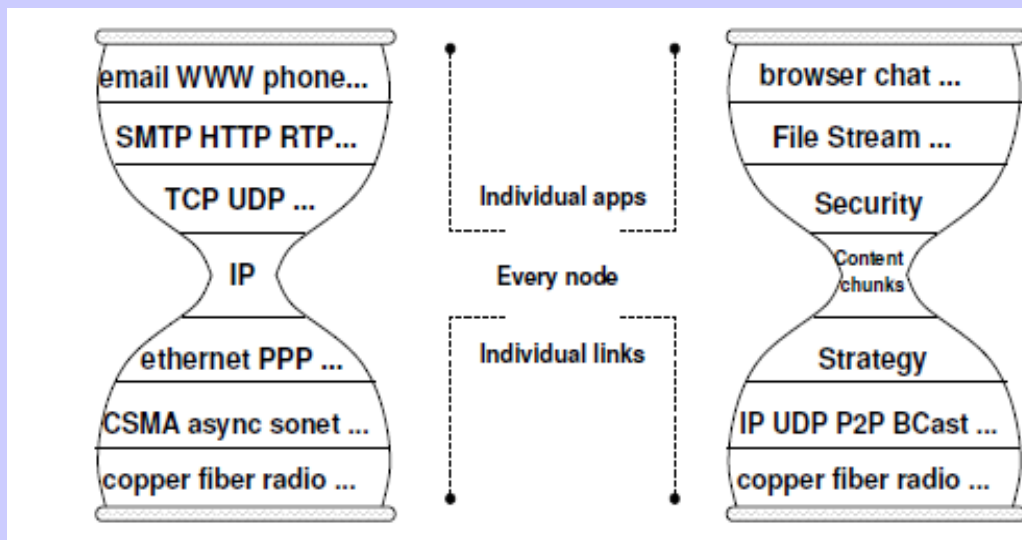 email WWW phone...
SMTP HTTP RTP...
TCP UDP ...
IP
ethernet PPP ...
CSMA async sonet ...
copper fiber radio ...
Individual apps
Every node
Individual links
browser chat ...
File Stream ...
Security
Content
chunks
Strategy
IP UDP P2P BCast ...
copper fiber radio ...